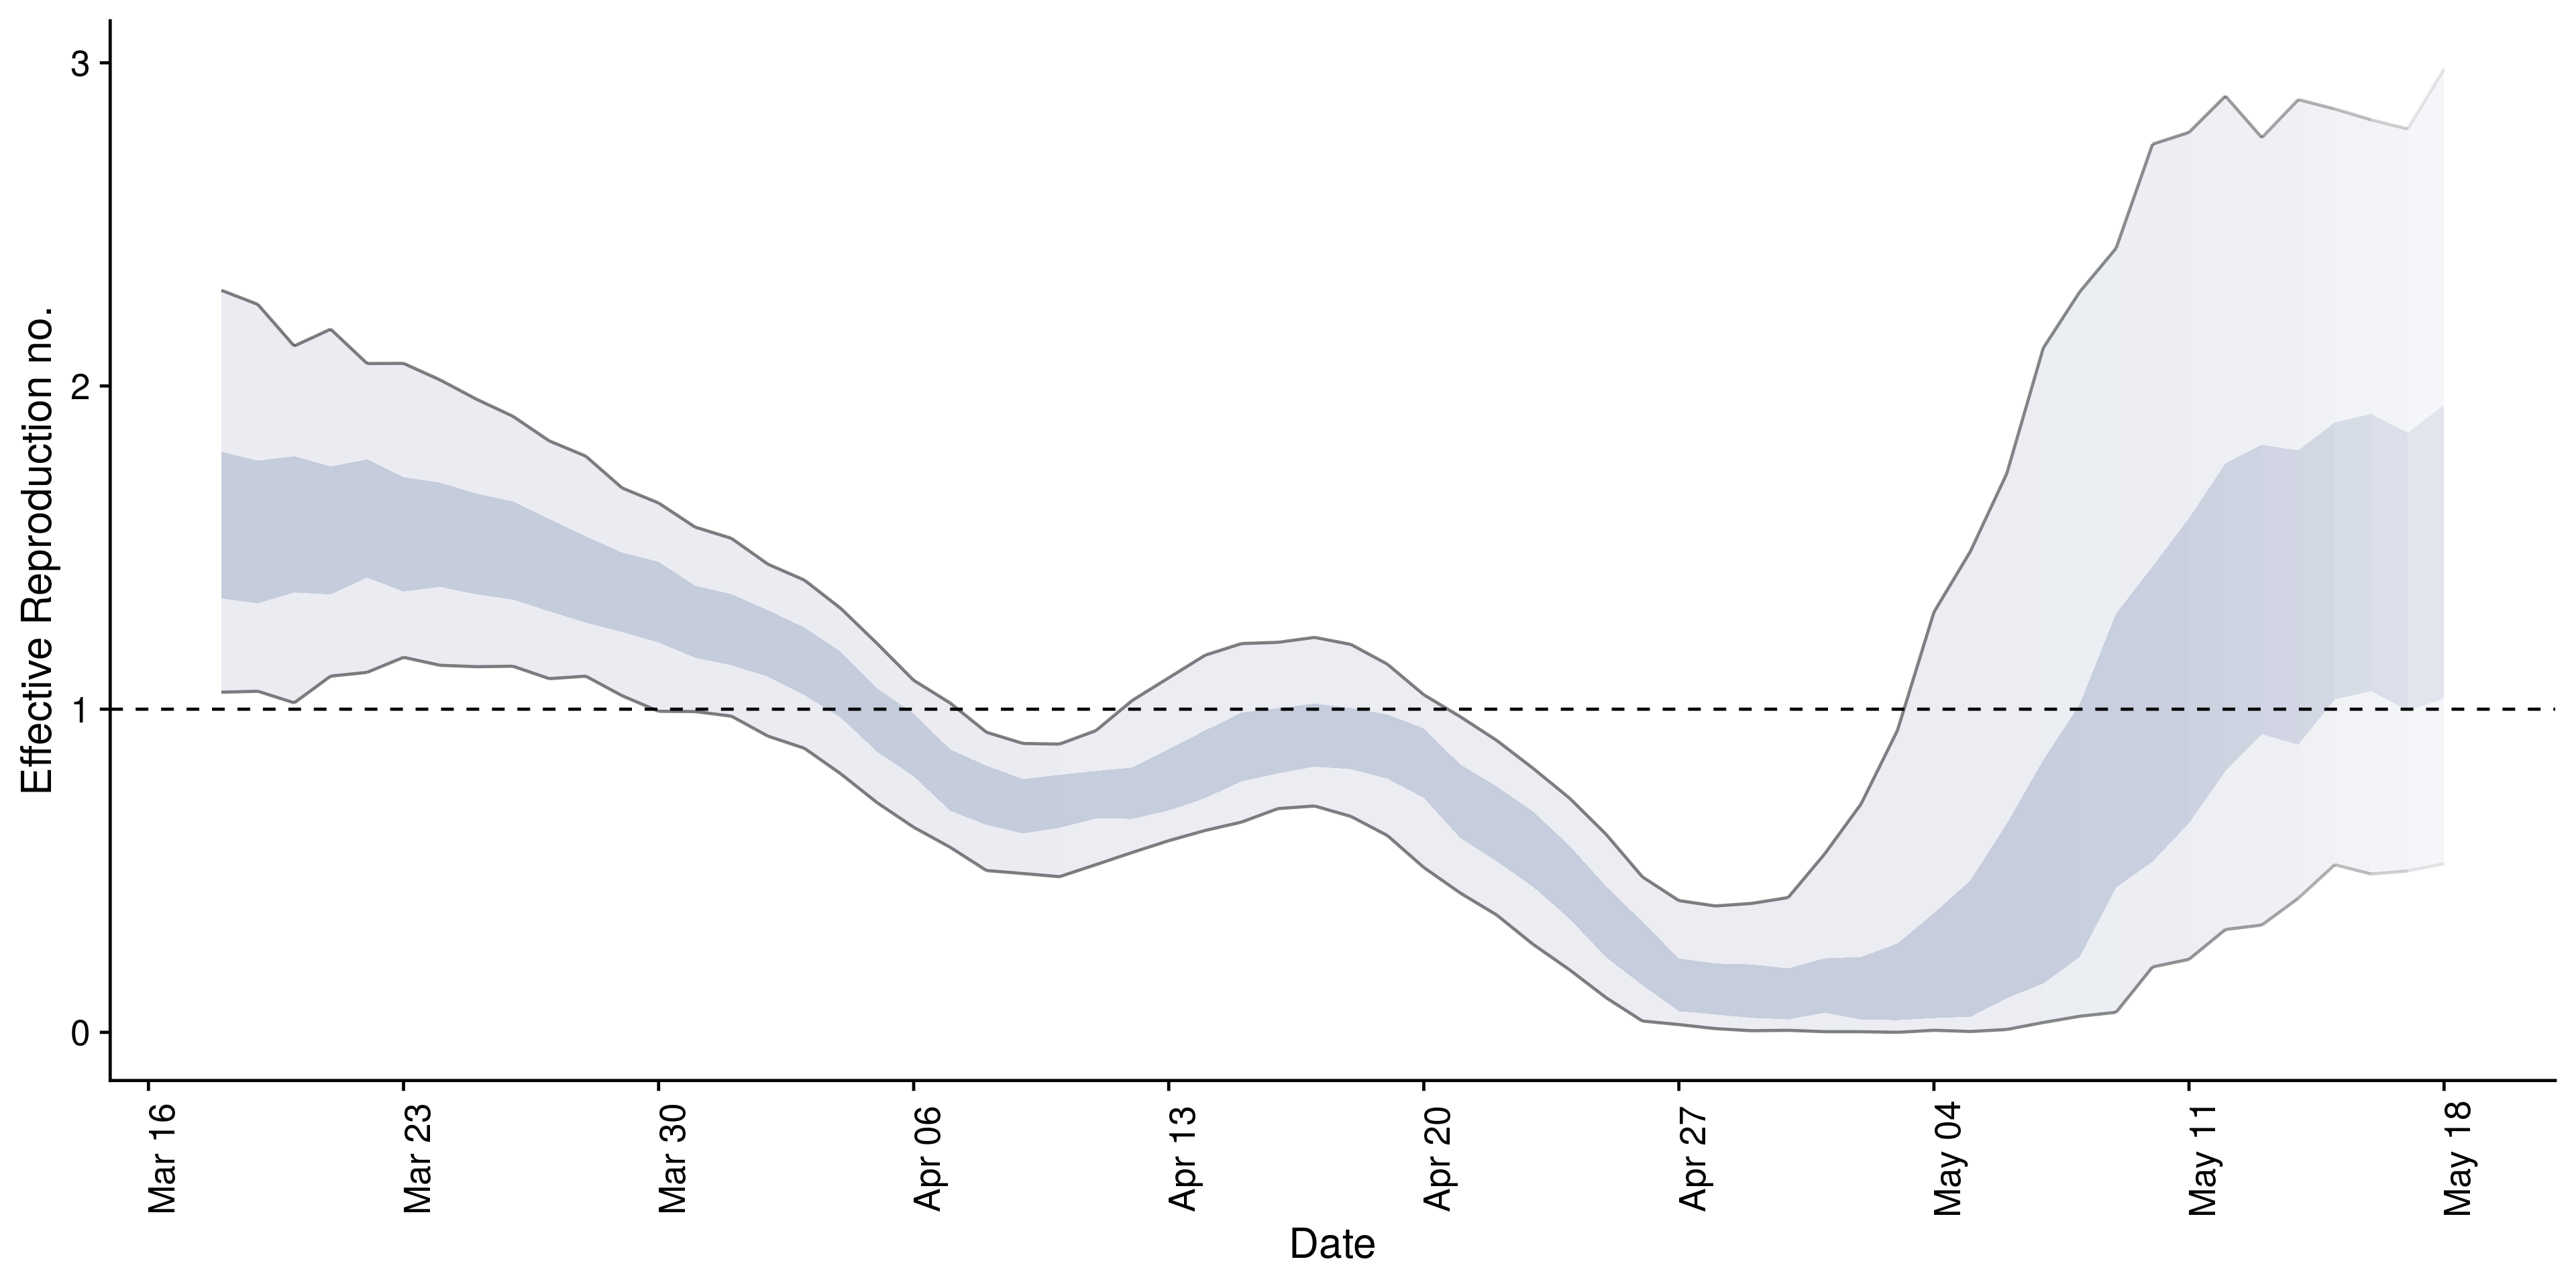 Effective Reproduction no.
3
2
1
0
Mar 16
Mar 23
Mar 30
Apr 06
Apr 13
Apr 20
Apr 27
May 04
May 11
May 18
Date